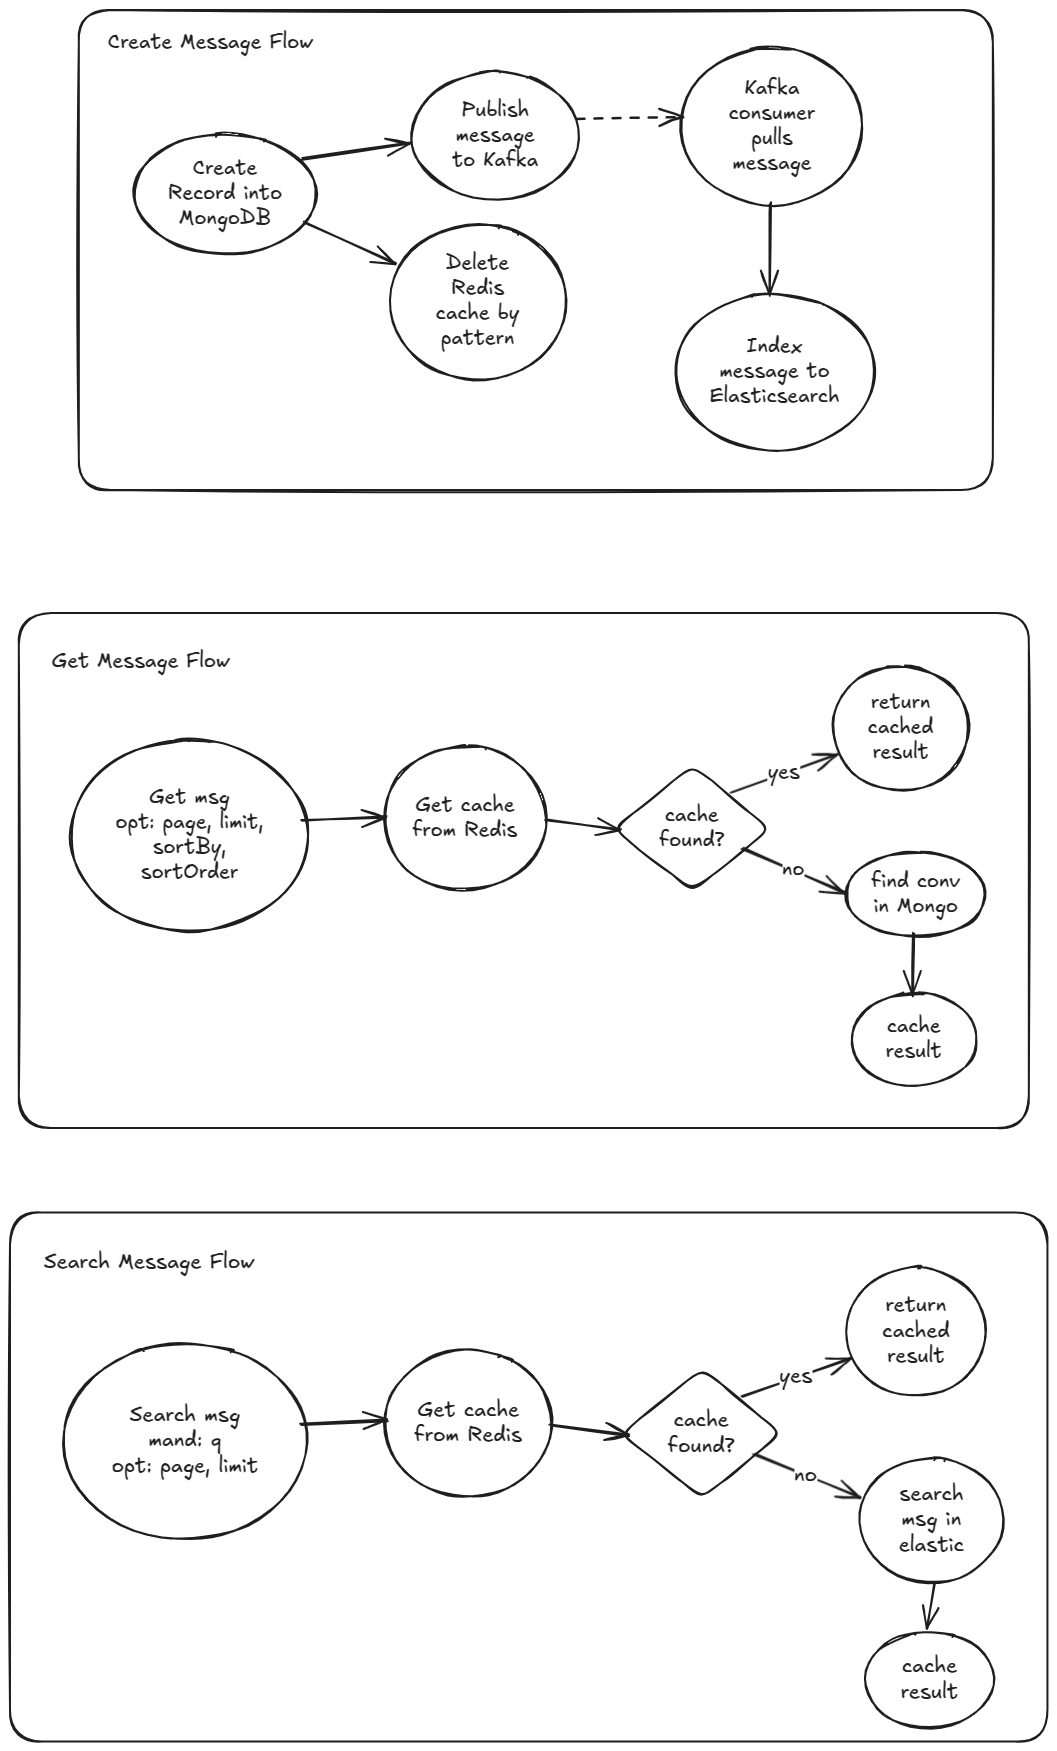 Create Message Flow
Create
Record into
MongoDB
Publish
message
to Kafka
Kafka
consumer
pulls
message
Delete
Redis
cache by
pattern
Index
message to
Elasticsearch
Get Message Flow
Get msg
opt: page, limit,
sortBy,
sortOrder
Get cache
from Redis
cache
found?
yes
return
cached
result
no
find conv
in Mongo
cache
result
Search Message Flow
Search msg
mand: q
opt: page, limit
Get cache
from Redis
cache
found?
yes
return
cached
result
no
search
msg in
elastic
cache
result